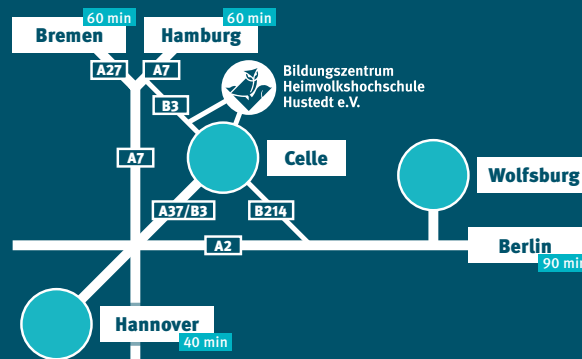 60 min
60 min
Bremen
Hamburg
A27
A7
Bildungszentrum
Heimvolkshochschule
Hustedt e.V.
B3
A7
Celle
Wolfsburg
A37/B3
B214
A2
Berlin
90 min
Hannover
40 min